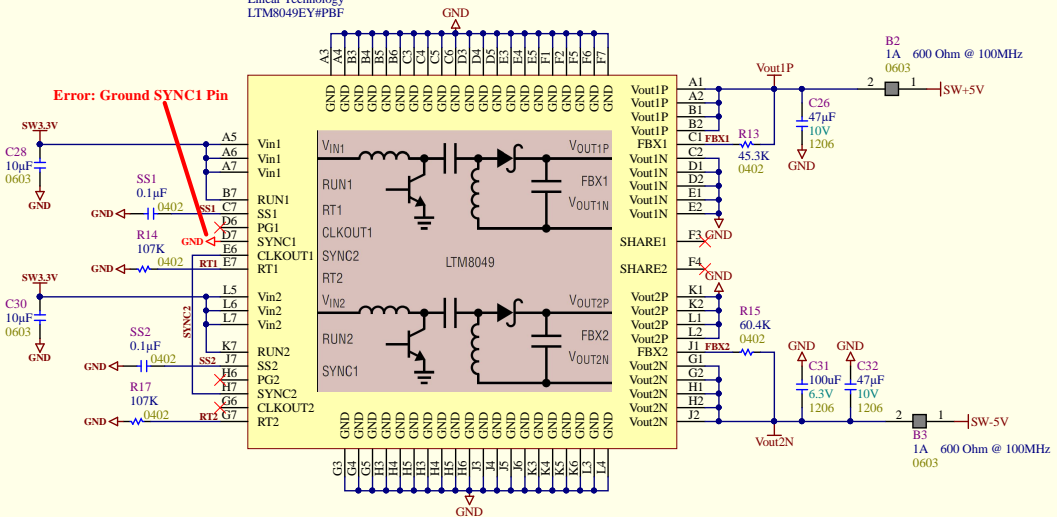 Linear Technology
LTM8049EY#PBF
GND
A3 A4 B3 B4 B5 B6 C3 C4 C5 C6 D3 D4 D5 E3 E4 E5 F1 F2 F5 F6 F7
GND GND GND GND GND GND GND GND GND GND GND GND GND GND GND GND GND GND GND GND GND
Error: Ground SYNC1 Pin
SW3.3V
C28
10µF
0603
GND
SS1
0.1µF
GND 0402 SS1
GND
R14
107K
GND 0402 RT1
SW3.3V
C30
10µF
0603
GND
SYNC2
SS2
0.1µF
GND 0402 SS2
R17
107K
GND 0402 RT2
A5 Vin1
A6 Vin1
A7 Vin1
B7 RUN1
C7 SS1
D6 PG1
D7 SYNC1
E6 CLKOUT1
E7 RT1
L5 Vin2
L6 Vin2
L7 Vin2
K7 RUN2
J7 SS2
H6 PG2
H7 SYNC2
G6 CLKOUT2
G7 RT2
VIN1
RUN1
RT1
CLKOUT1
SYNC2
RT2
VIN2
RUN2
SYNC1
LTM8049
VOUT1P
FBX1
VOUT1N
VOUT2P
FBX2
VOUT2N
Vout1P A1
Vout1P A2
Vout1P B1
Vout1P B2
FBX1 C1 FBX1
Vout1N C2
Vout1N D1
Vout1N D2
Vout1N E1
Vout1N E2
SHARE1 F3 GND
SHARE2 F4
GND
Vout2P K1
Vout2P K2
Vout2P L1
Vout2P L2
FBX2 J1 FBX2
Vout2N G1
Vout2N G2
Vout2N H1
Vout2N H2
Vout2N J2
Vout1P
R13
45.3K
0402
C26
47µF
10V
1206
GND
B2
1A 600 Ohm @ 100MHz
0603
2 1 SW+5V
R15
60.4K
0402
GND
C31
100uF
6.3V
1206
GND
C32
47µF
10V
1206
Vout2N
2 1 SW-5V
B3
1A 600 Ohm @ 100MHz
0603
GND GND GND GND GND GND GND GND GND GND GND GND GND GND GND GND GND GND GND GND
G3 G4 G5 H3 H4 H5 H3 H4 H5 H6 J3 J4 J5 J6 K3 K4 K5 K6 L3 L4
GND